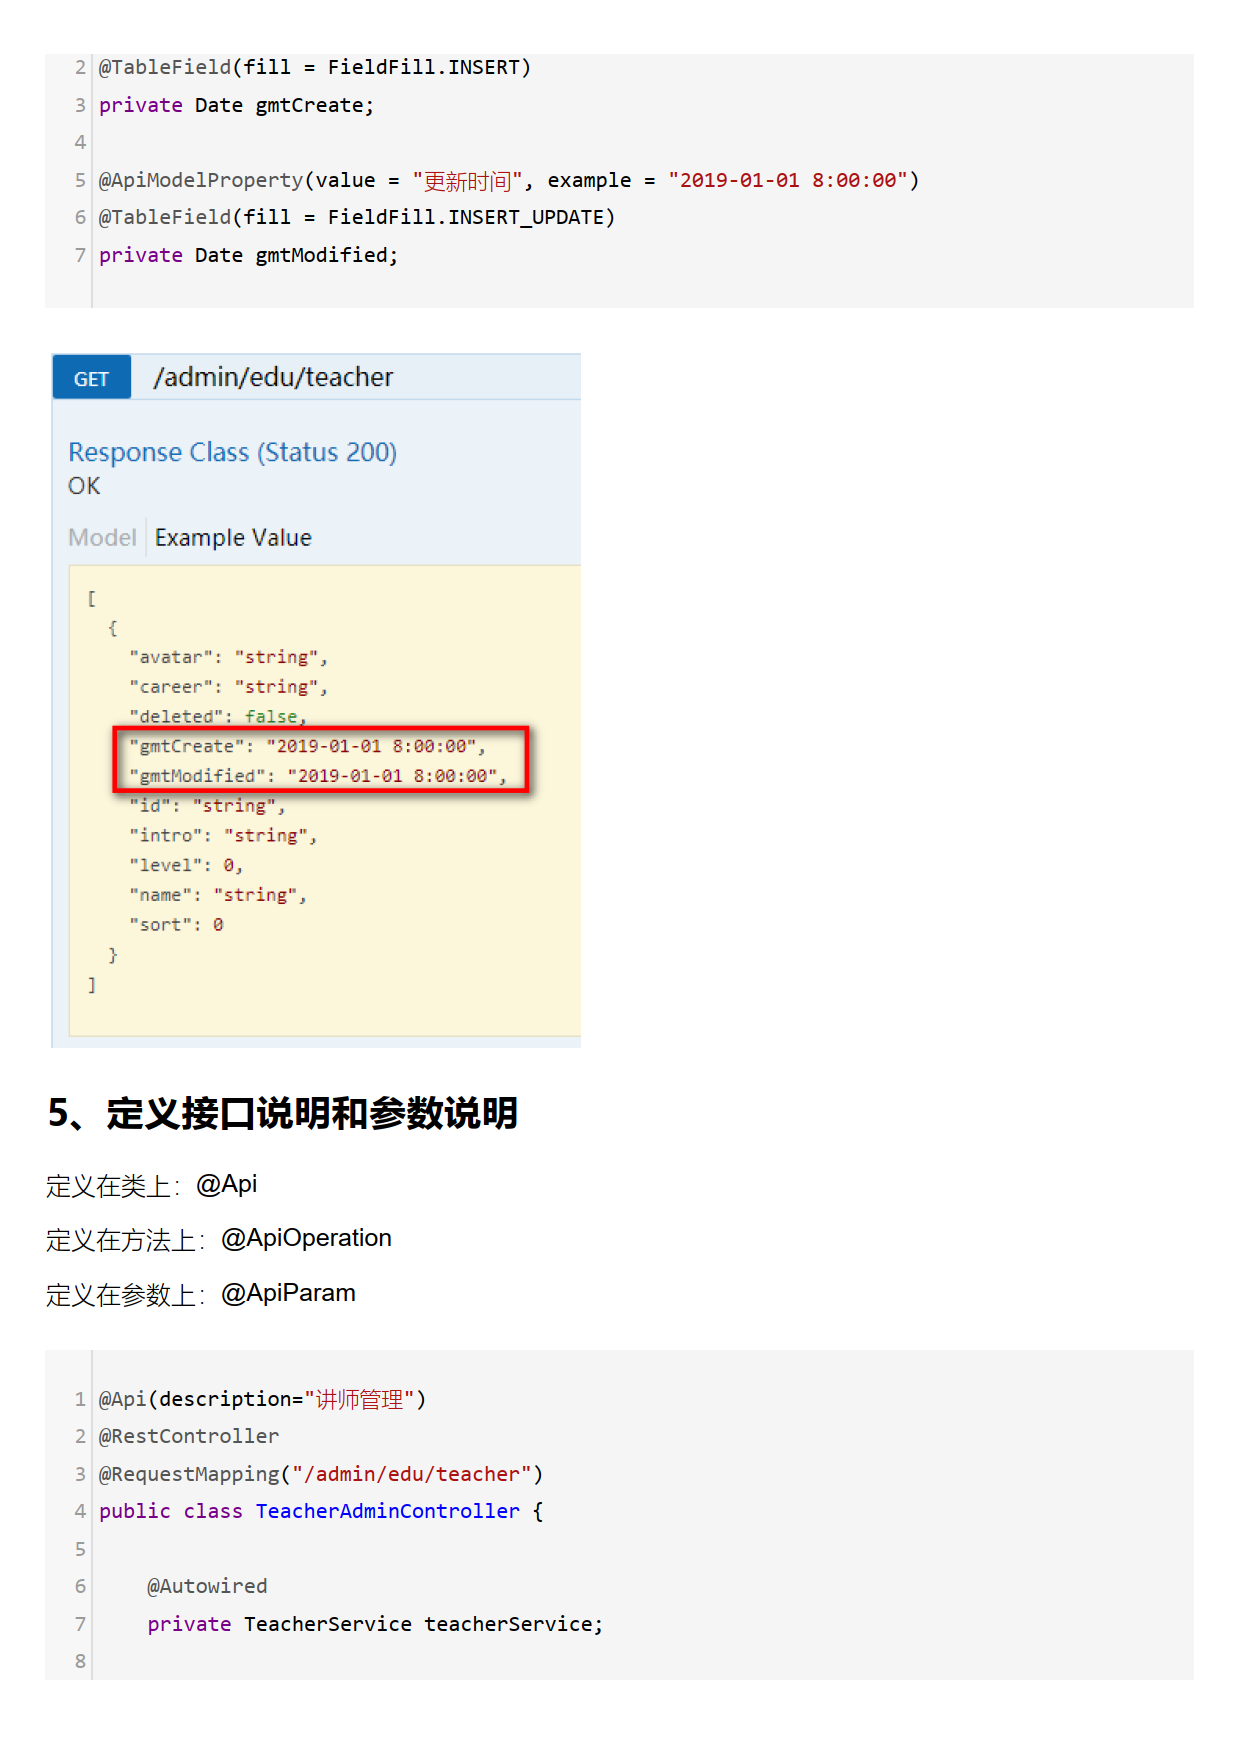 2 @TableField(fill = FieldFill.INSERT)
3 private Date gmtCreate;
4
5 @ApiModelProperty(value = "更新时间", example = "2019-01-01 8:00:00")
6 @TableField(fill = FieldFill.INSERT_UPDATE)
7 private Date gmtModified;
GET /admin/edu/teacher
Response Class (Status 200)
OK
Model Example Value
[
{
"avatar": "string",
"career": "string",
"deleted": false,
"gmtCreate": "2019-01-01 8:00:00",
"gmtModified": "2019-01-01 8:00:00",
"id": "string",
"intro": "string",
"level": 0,
"name": "string",
"sort": 0
}
]
5、定义接口说明和参数说明
定义在类上：@Api
定义在方法上：@ApiOperation
定义在参数上：@ApiParam
1 @Api(description="讲师管理")
2 @RestController
3 @RequestMapping("/admin/edu/teacher")
4 public class TeacherAdminController {
5
6 @Autowired
7 private TeacherService teacherService;
8